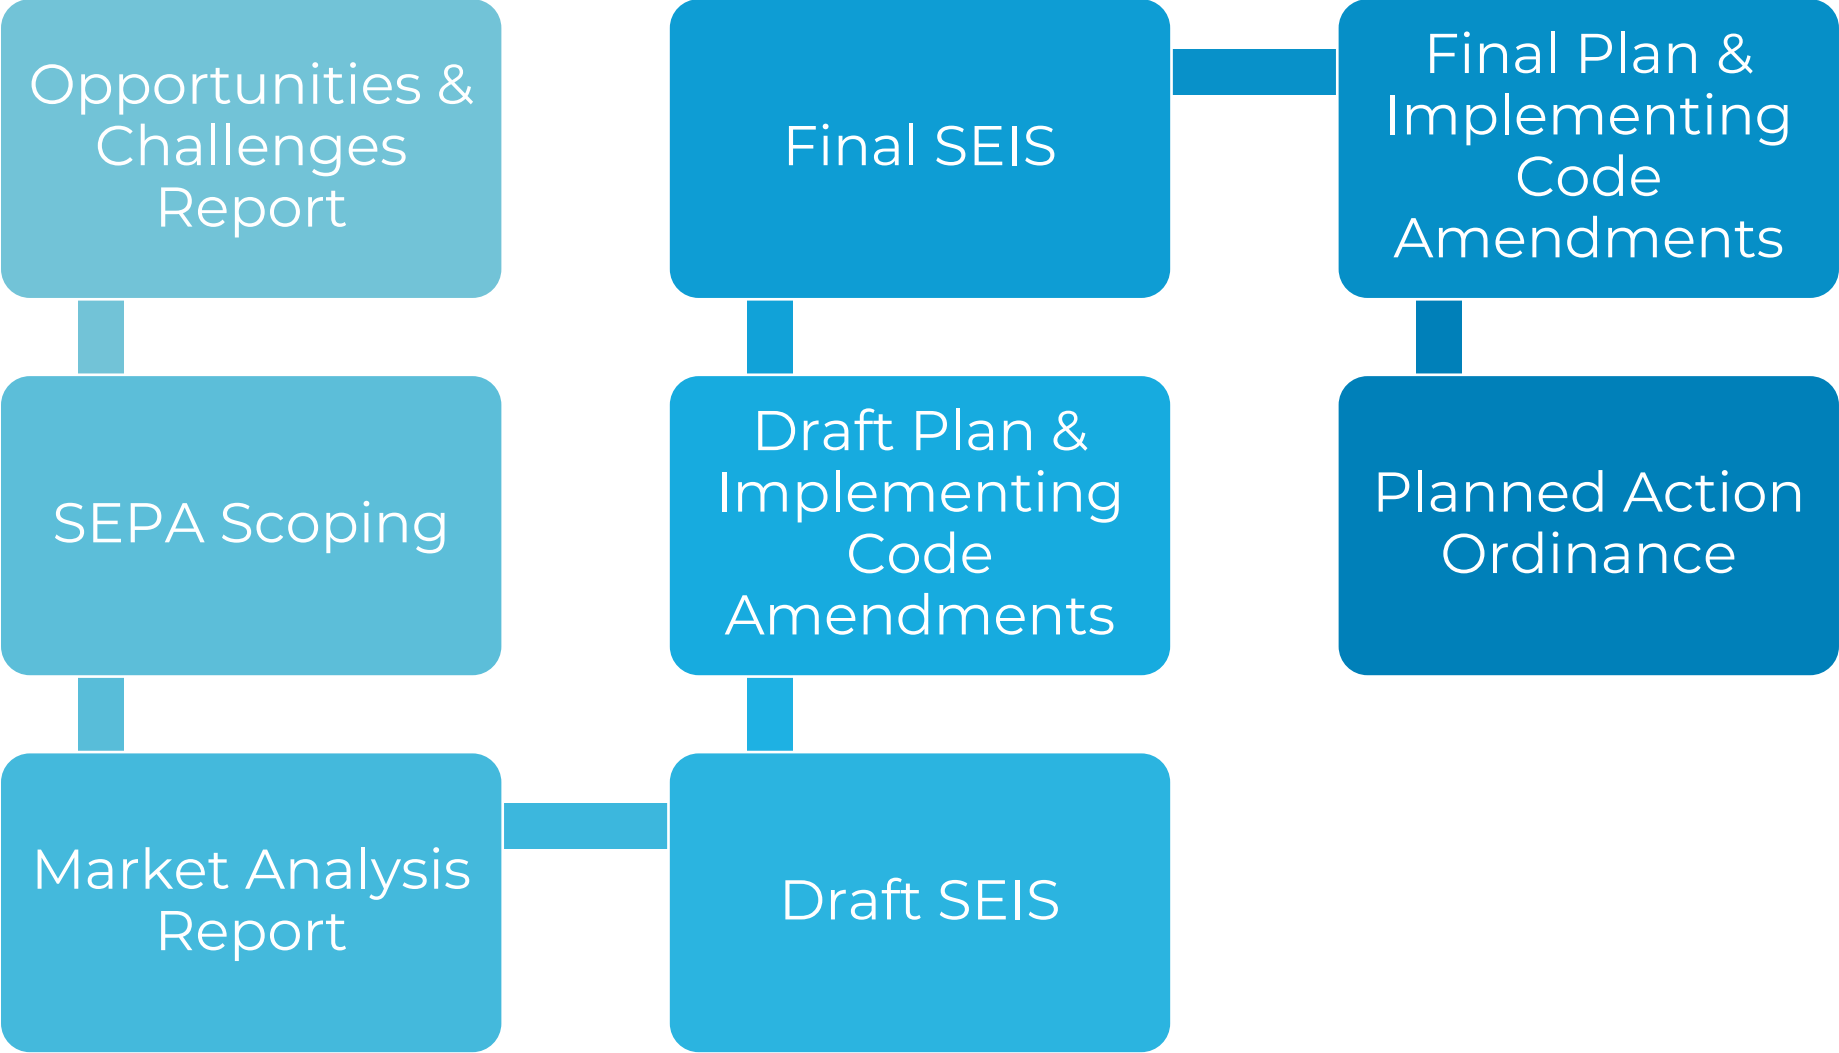 Opportunities &
Challenges
Report
SEPA Scoping
Market Analysis
Report
Draft SEIS
Draft Plan &
Implementing
Code
Amendments
Final SEIS
Final Plan &
Implementing
Code
Amendments
Planned Action
Ordinance